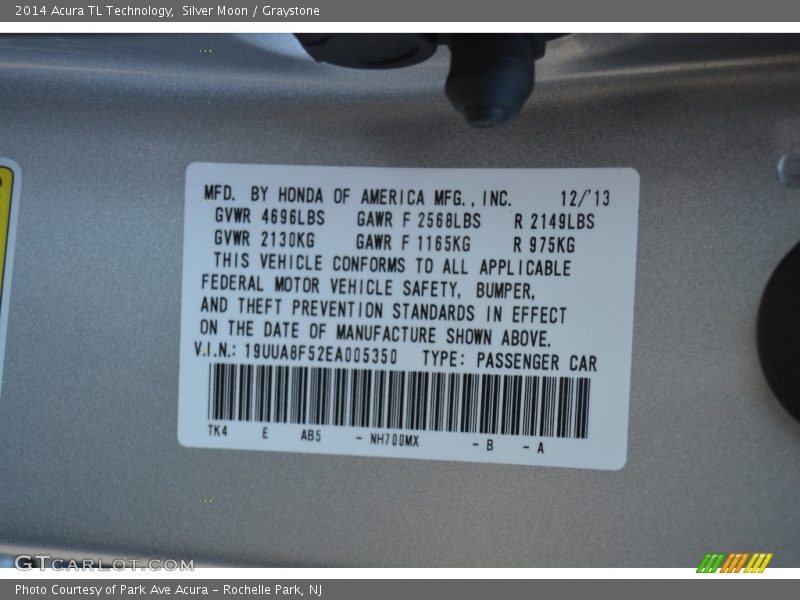 2014 Acura TL Technology, Silver Moon / Graystone
MFD. BY HONDA OF AMERICA MFG., INC. 12/'13
GVWR 4696LBS GAWR F 2568LBS R 2149LBS
GVWR 2130KG GAWR F 1165KG R 975KG
THIS VEHICLE CONFORMS TO ALL APPLICABLE
FEDERAL MOTOR VEHICLE SAFETY, BUMPER,
AND THEFT PREVENTION STANDARDS IN EFFECT
ON THE DATE OF MANUFACTURE SHOWN ABOVE.
V.I.N.: 19UUA8F52EA005350 TYPE: PASSENGER CAR
TK4 E AB5 - NH700MX - B - A
GTCARLOT.COM
Photo Courtesy of Park Ave Acura - Rochelle Park, NJ